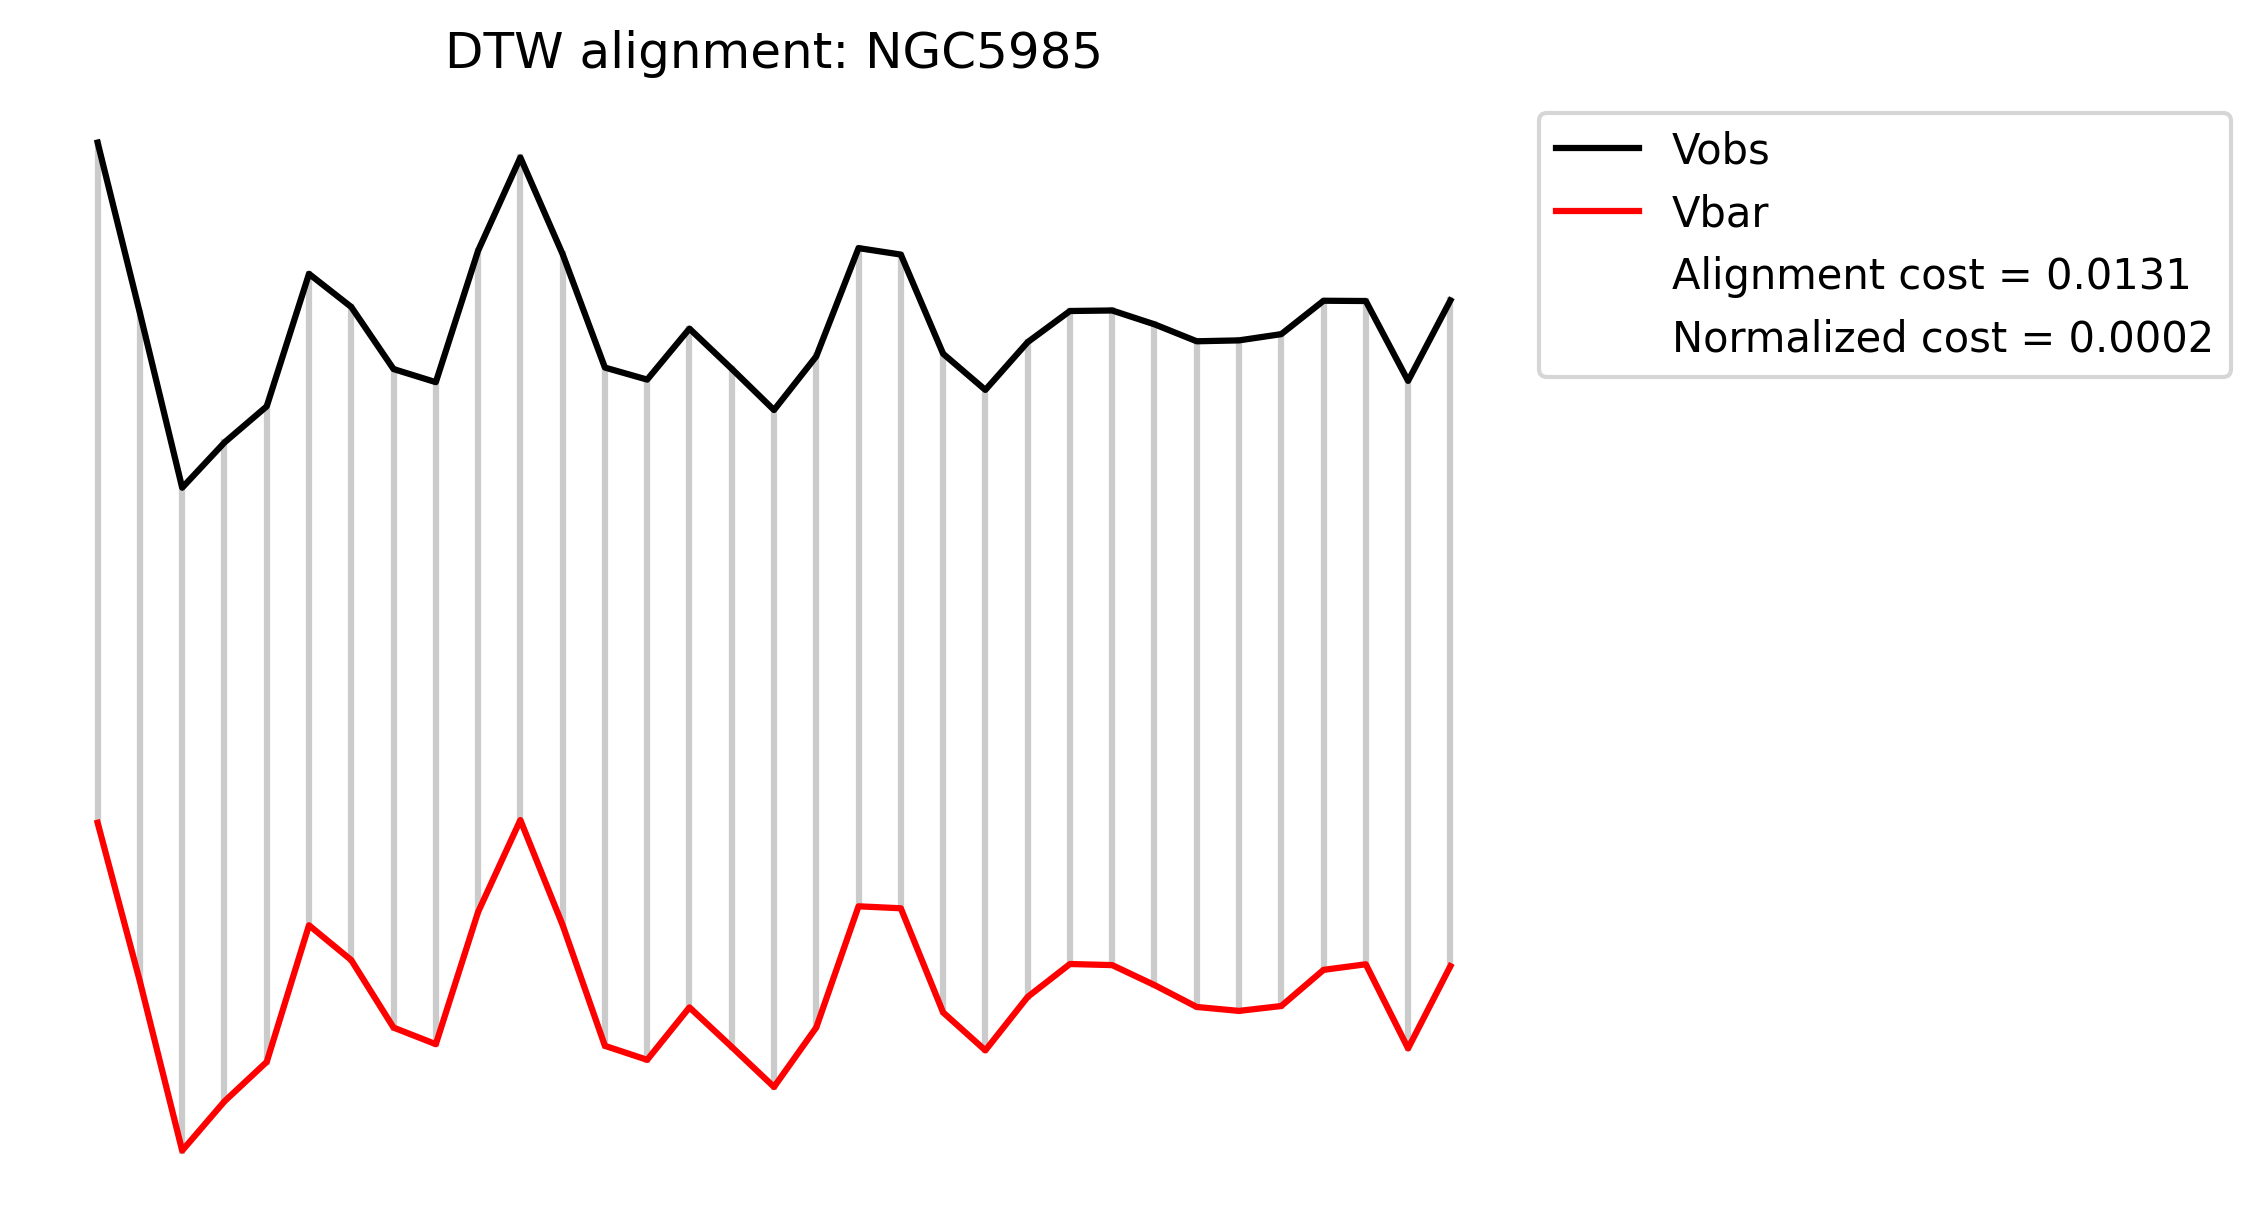 DTW alignment: NGC5985
Vobs
Vbar
Alignment cost = 0.0131
Normalized cost = 0.0002